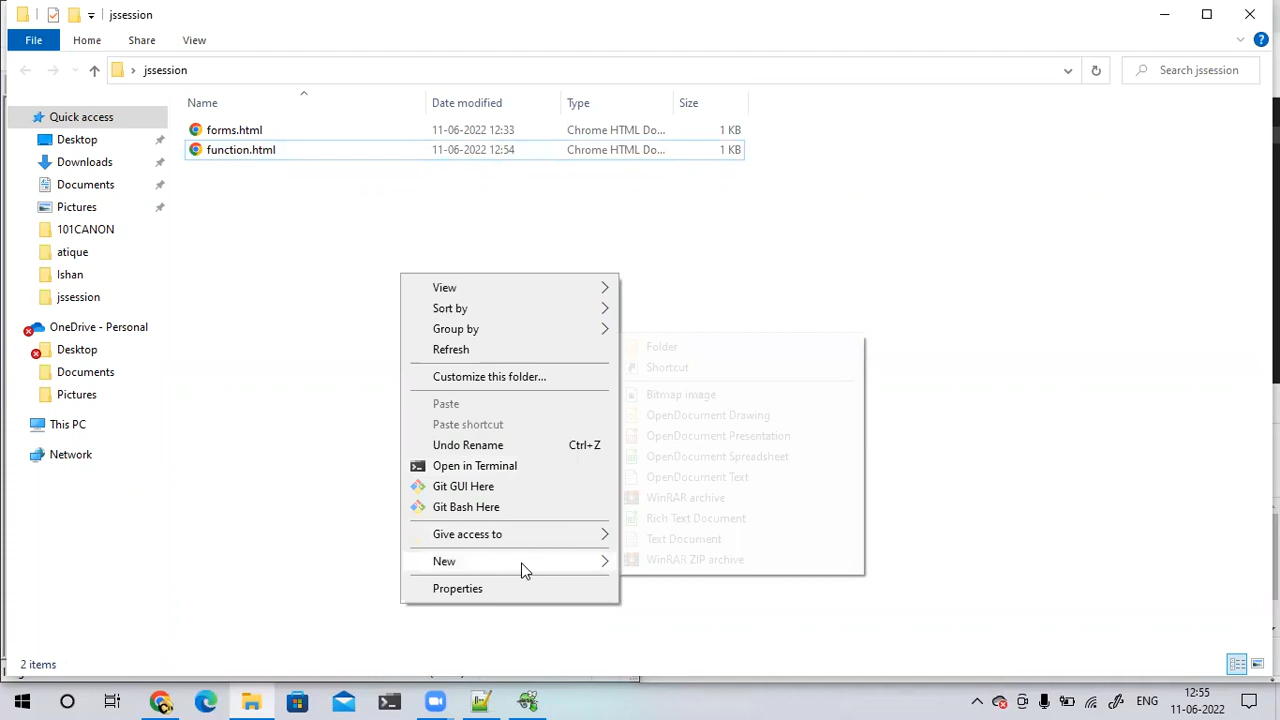 jssession
File Home Share View
jssession
Search jssession
Name Date modified Type Size
Quick access
forms.html 11-06-2022 12:33 Chrome HTML Do... 1 KB
Desktop
function.html 11-06-2022 12:54 Chrome HTML Do... 1 KB
Downloads
Documents
Pictures
101CANON
atique
Ishan
jssession
OneDrive - Personal
Desktop
Documents
Pictures
This PC
Network
View
Sort by
Group by
Refresh
Customize this folder...
Paste
Paste shortcut
Undo Rename Ctrl+Z
Open in Terminal
Git GUI Here
Git Bash Here
Give access to
New
Properties
Folder
Shortcut
Bitmap image
OpenDocument Drawing
OpenDocument Presentation
OpenDocument Spreadsheet
OpenDocument Text
WinRAR archive
Rich Text Document
Text Document
WinRAR ZIP archive
2 items
ENG
12:55
11-06-2022